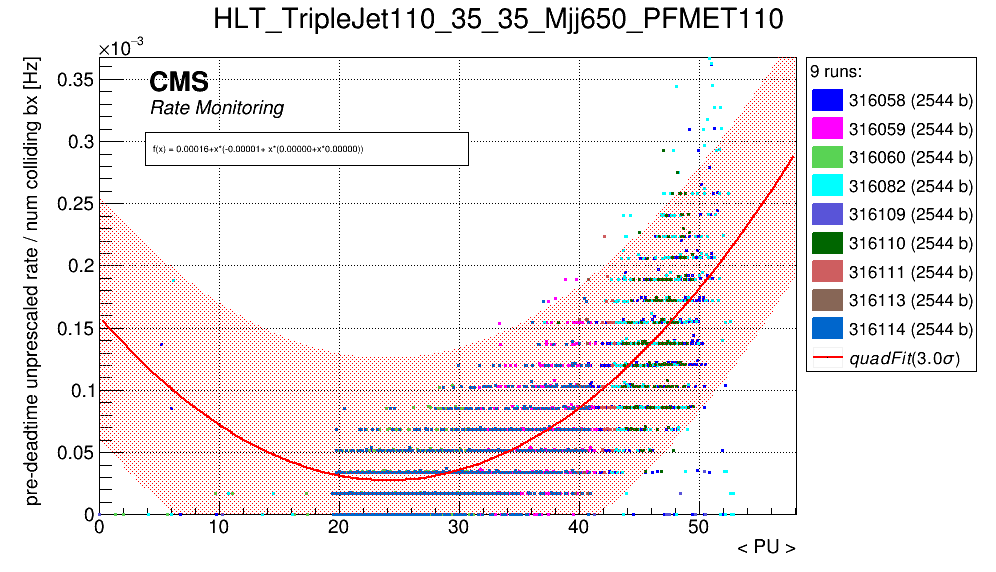 HLT_TripleJet110_35_35_Mjj650_PFMET110
×10⁻³
pre-deadtime unprescaled rate / num colliding bx [Hz]
0.35
0.3
0.25
0.2
0.15
0.1
0.05
0
CMS
Rate Monitoring
f(x) = 0.00016+x*(-0.00001+ x*(0.00000+x*0.00000))
0 10 20 30 40 50
< PU >
9 runs:
316058 (2544 b)
316059 (2544 b)
316060 (2544 b)
316082 (2544 b)
316109 (2544 b)
316110 (2544 b)
316111 (2544 b)
316113 (2544 b)
316114 (2544 b)
quadFit(3.0σ)